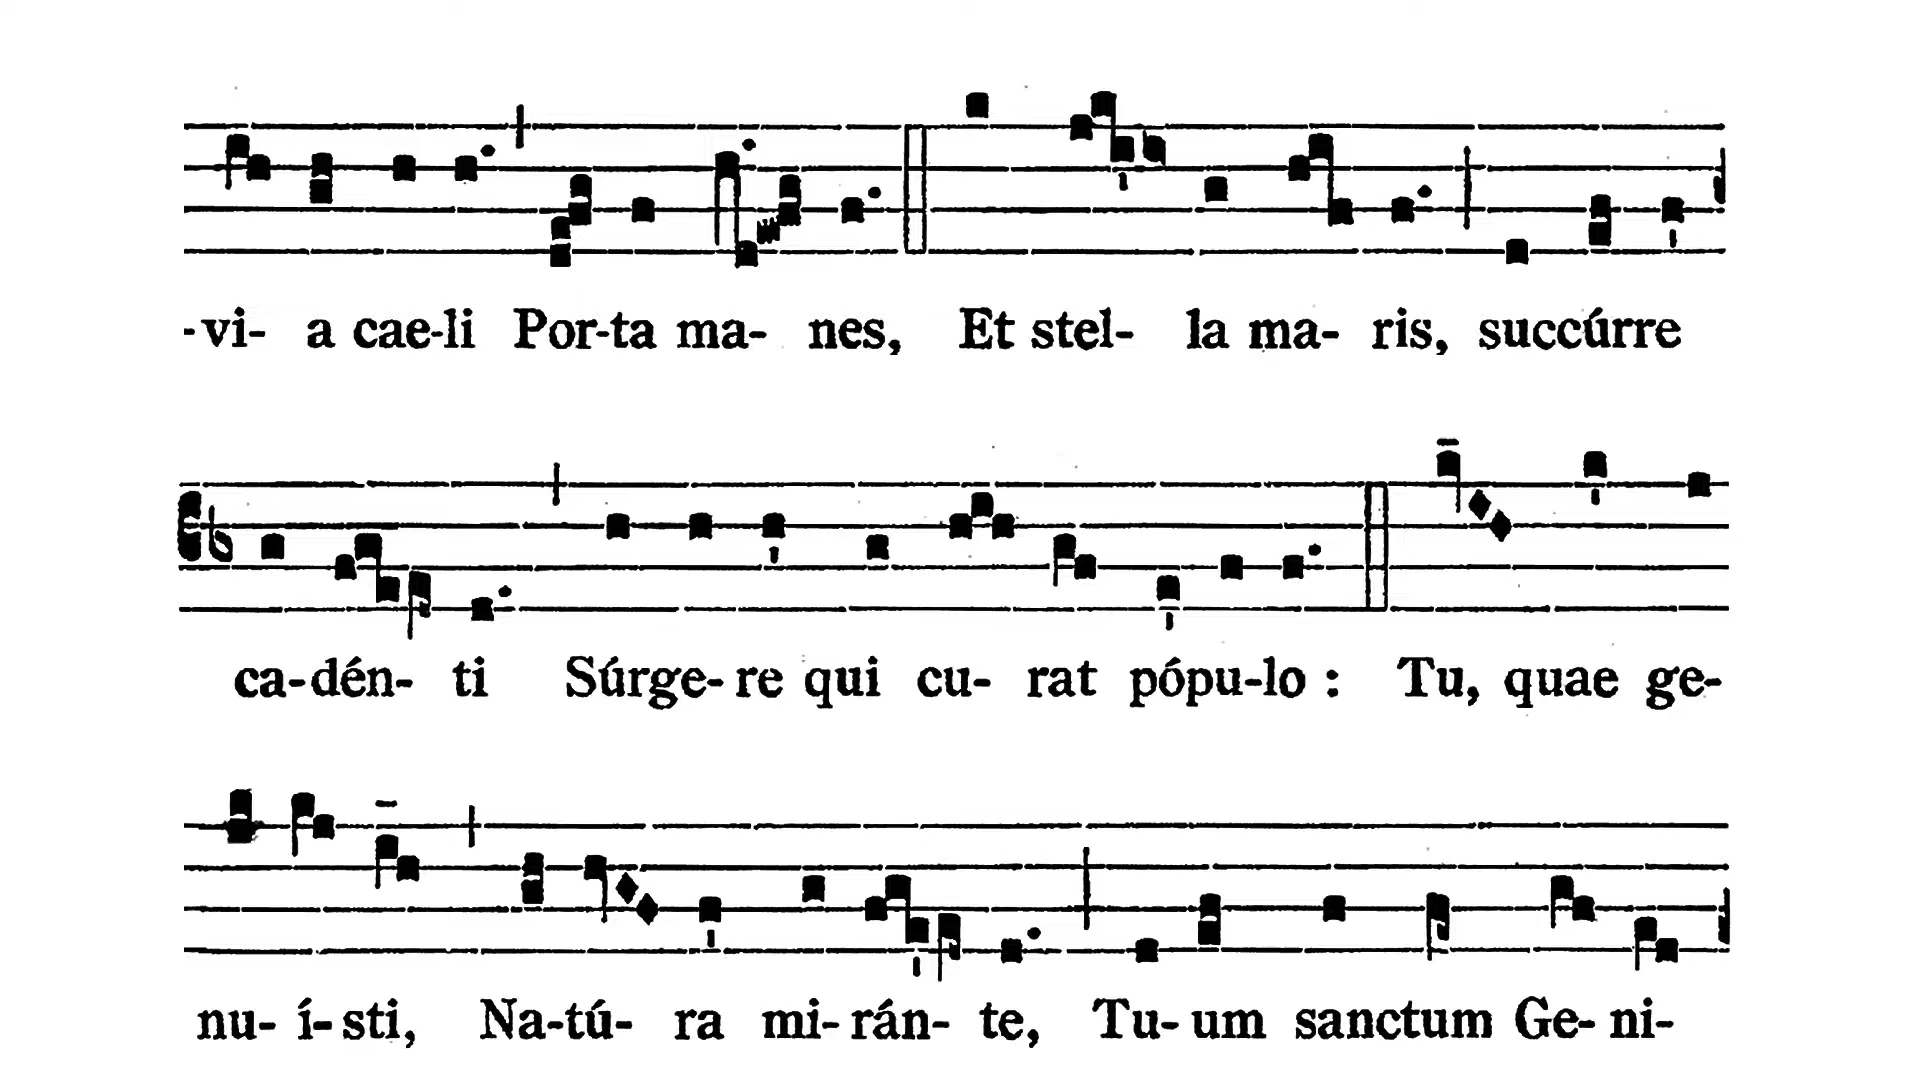 -vi- a cae-li Por-ta ma- nes, Et stel- la ma- ris, succúrre
ca-dén- ti Súrge-re qui cu- rat pópu-lo : Tu, quae ge-
nu- í-sti, Na-tú- ra mi-rán- te, Tu-um sanctum Ge- ni-